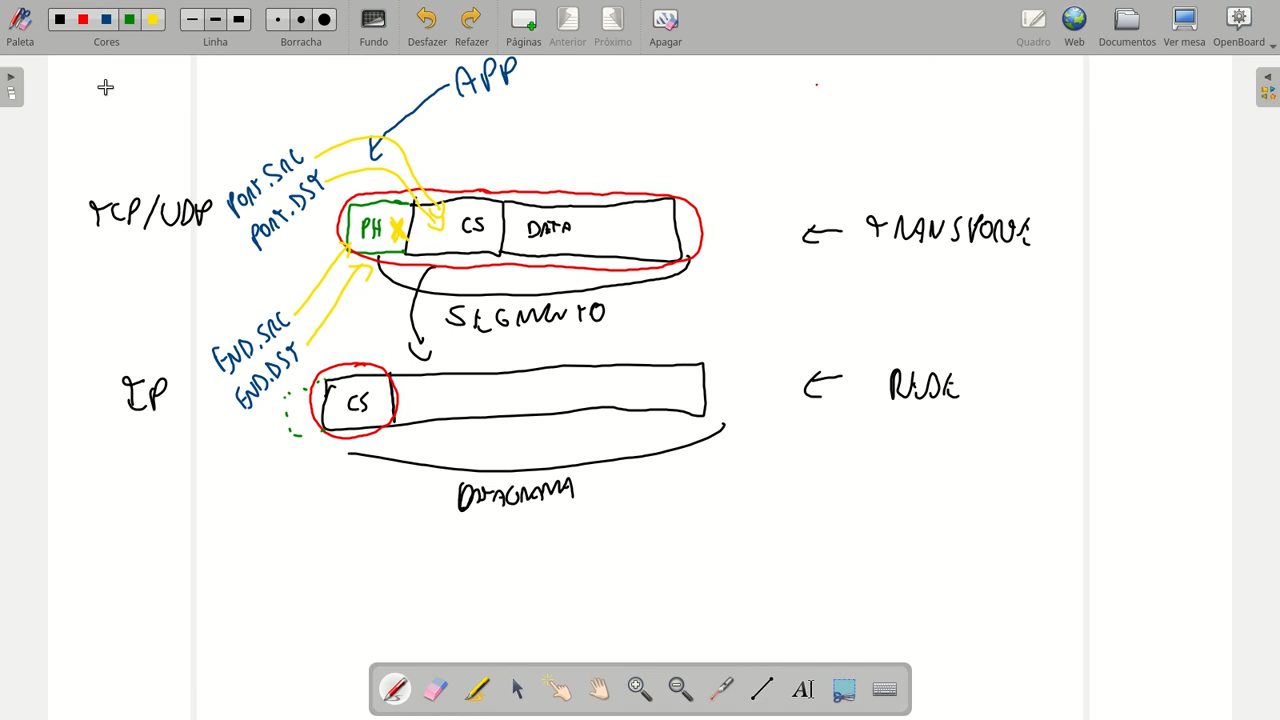 Paleta Cores Linha Borracha Fundo Desfazer Refazer Páginas Anterior Próximo Apagar Quadro Web Documentos Ver mesa OpenBoard
APP
PORT.SRC
PORT.DST
TCP/UDP
PH X CS DATA
← TRANSPORTE
SEGMENTO
END.SRC
END.DST
IP
CS
← REDE
DATAGRAMA